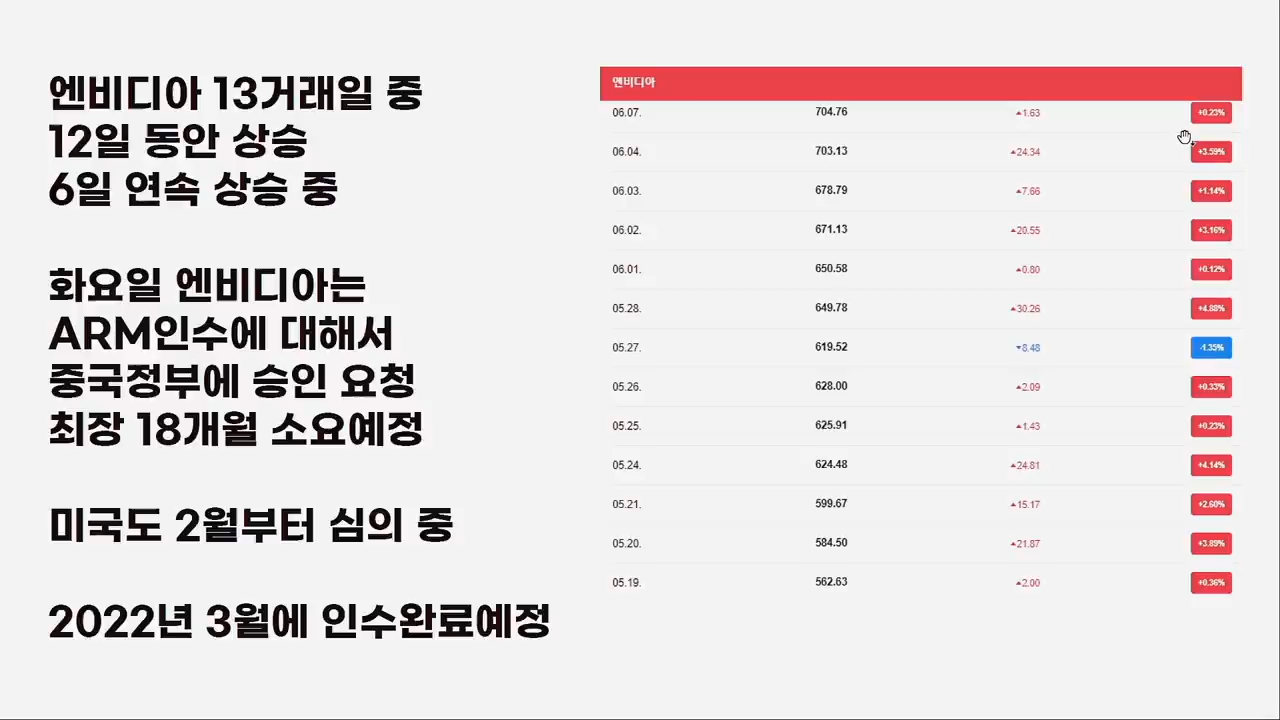 엔비디아 13거래일 중
12일 동안 상승
6일 연속 상승 중
화요일 엔비디아는
ARM인수에 대해서
중국정부에 승인 요청
최장 18개월 소요예정
미국도 2월부터 심의 중
2022년 3월에 인수완료예정
엔비디아
06.07. 704.76 ▲1.63 +0.23%
06.04. 703.13 ▲24.34 +3.59%
06.03. 678.79 ▲7.66 +1.14%
06.02. 671.13 ▲20.55 +3.16%
06.01. 650.58 ▲0.80 +0.12%
05.28. 649.78 ▲30.26 +4.88%
05.27. 619.52 ▼8.48 -1.35%
05.26. 628.00 ▲2.09 +0.33%
05.25. 625.91 ▲1.43 +0.23%
05.24. 624.48 ▲24.81 +4.14%
05.21. 599.67 ▲15.17 +2.60%
05.20. 584.50 ▲21.87 +3.89%
05.19. 562.63 ▲2.00 +0.36%